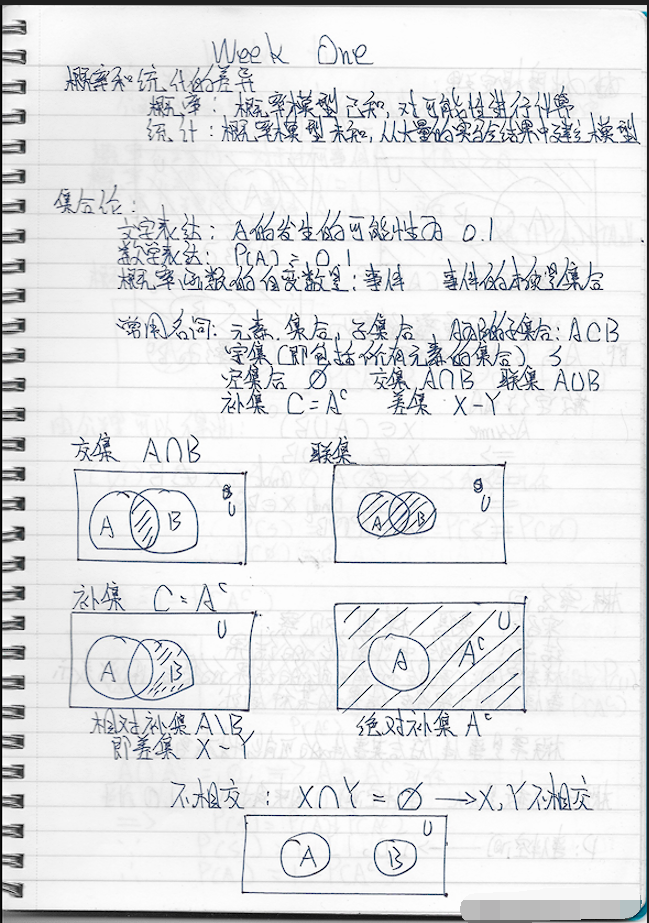 Week One
概率和统计的差异
概率：概率模型已知，对可能性进行计算
统计：概率模型未知，从大量的实验结果中建立模型
集合论：
文字表达：A的发生的可能性为 0.1
数学表达：P(A) = 0.1
概率函数的自变数是：事件 事件的本质是集合
常用名词：元素、集合、子集合 A为B的子集合：A⊂B
宇集(即包括所有元素的集合) S
空集合 ∅ 交集 A∩B 联集 A∪B
补集 C = Aᶜ 差集 X - Y
交集 A∩B 联集
A B U
A B U
补集 C = Aᶜ
A B U
A Aᶜ U
相对补集 A\B 绝对补集 Aᶜ
即差集 X - Y
不相交：X∩Y = ∅ → X, Y 不相交
A B U